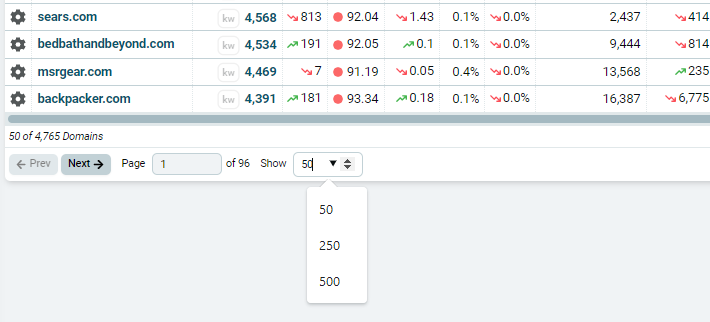 sears.com kw 4,568 813 92.04 1.43 0.1% 0.0% 2,437 414
bedbathandbeyond.com kw 4,534 191 92.05 0.1 0.1% 0.0% 9,444 814
msrgear.com kw 4,469 7 91.19 0.05 0.4% 0.0% 13,568 235
backpacker.com kw 4,391 181 93.34 0.18 0.1% 0.0% 16,387 6,775
50 of 4,765 Domains
Prev Next Page 1 of 96 Show 50
50
250
500